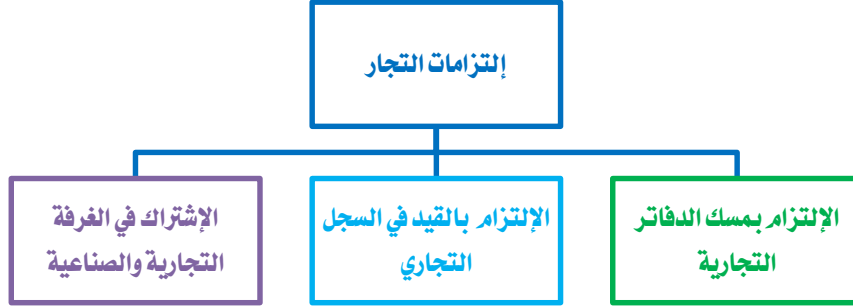 إلتزامات التجار
الإلتزام بمسك الدفاتر
التجارية
الإلتزام بالقيد في السجل
التجاري
الإشتراك في الغرفة
التجارية والصناعية